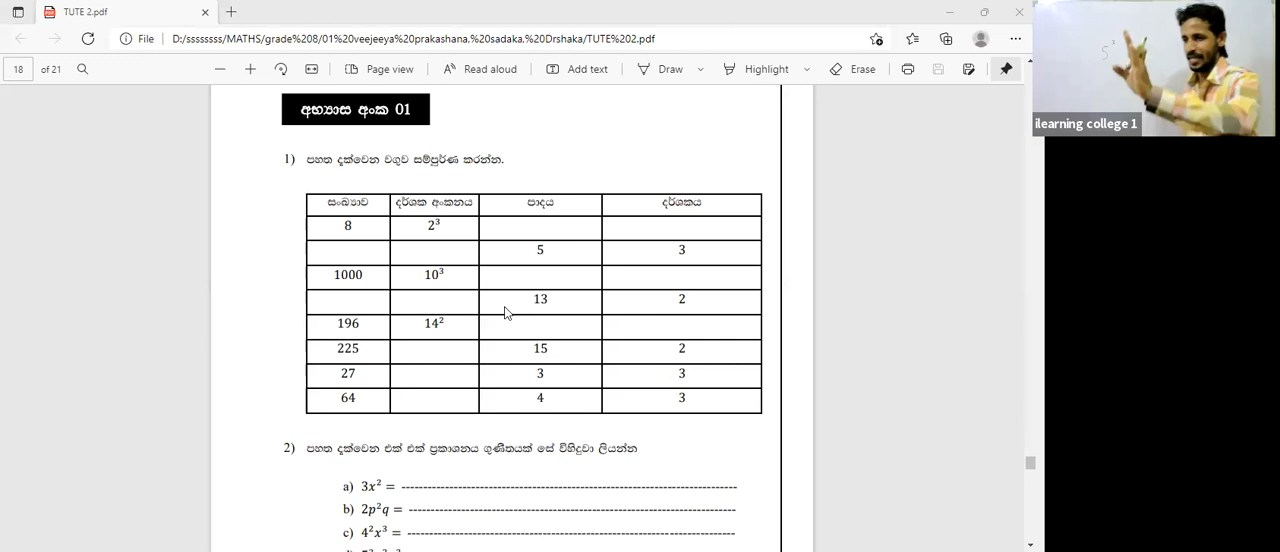 TUTE 2.pdf
File D:/ssssssss/MATHS/grade%208/01%20veejeeya%20prakashana.%20sadaka.%20Drshaka/TUTE%202.pdf
18 of 21 Page view Read aloud Add text Draw Highlight Erase
5³
ilearning college 1
අභ්‍යාස අංක 01
1) පහත දැක්වෙන වගුව සම්පුර්ණ කරන්න.
සංඛ්‍යාව දර්ශක අංකනය පාදය දර්ශකය
8 2³
5 3
1000 10³
13 2
196 14²
225 15 2
27 3 3
64 4 3
2) පහත දැක්වෙන එක් එක් ප්‍රකාශනය ගුණිතයක් සේ විහිදුවා ලියන්න
a) 3x² = ------------------------------------------------------------
b) 2p²q = ------------------------------------------------------------
c) 4²x³ = ------------------------------------------------------------